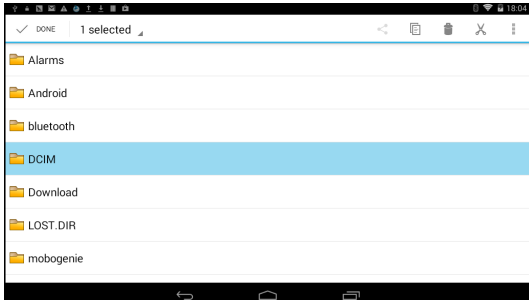 18:04
DONE 1 selected
Alarms
Android
bluetooth
DCIM
Download
LOST.DIR
mobogenie